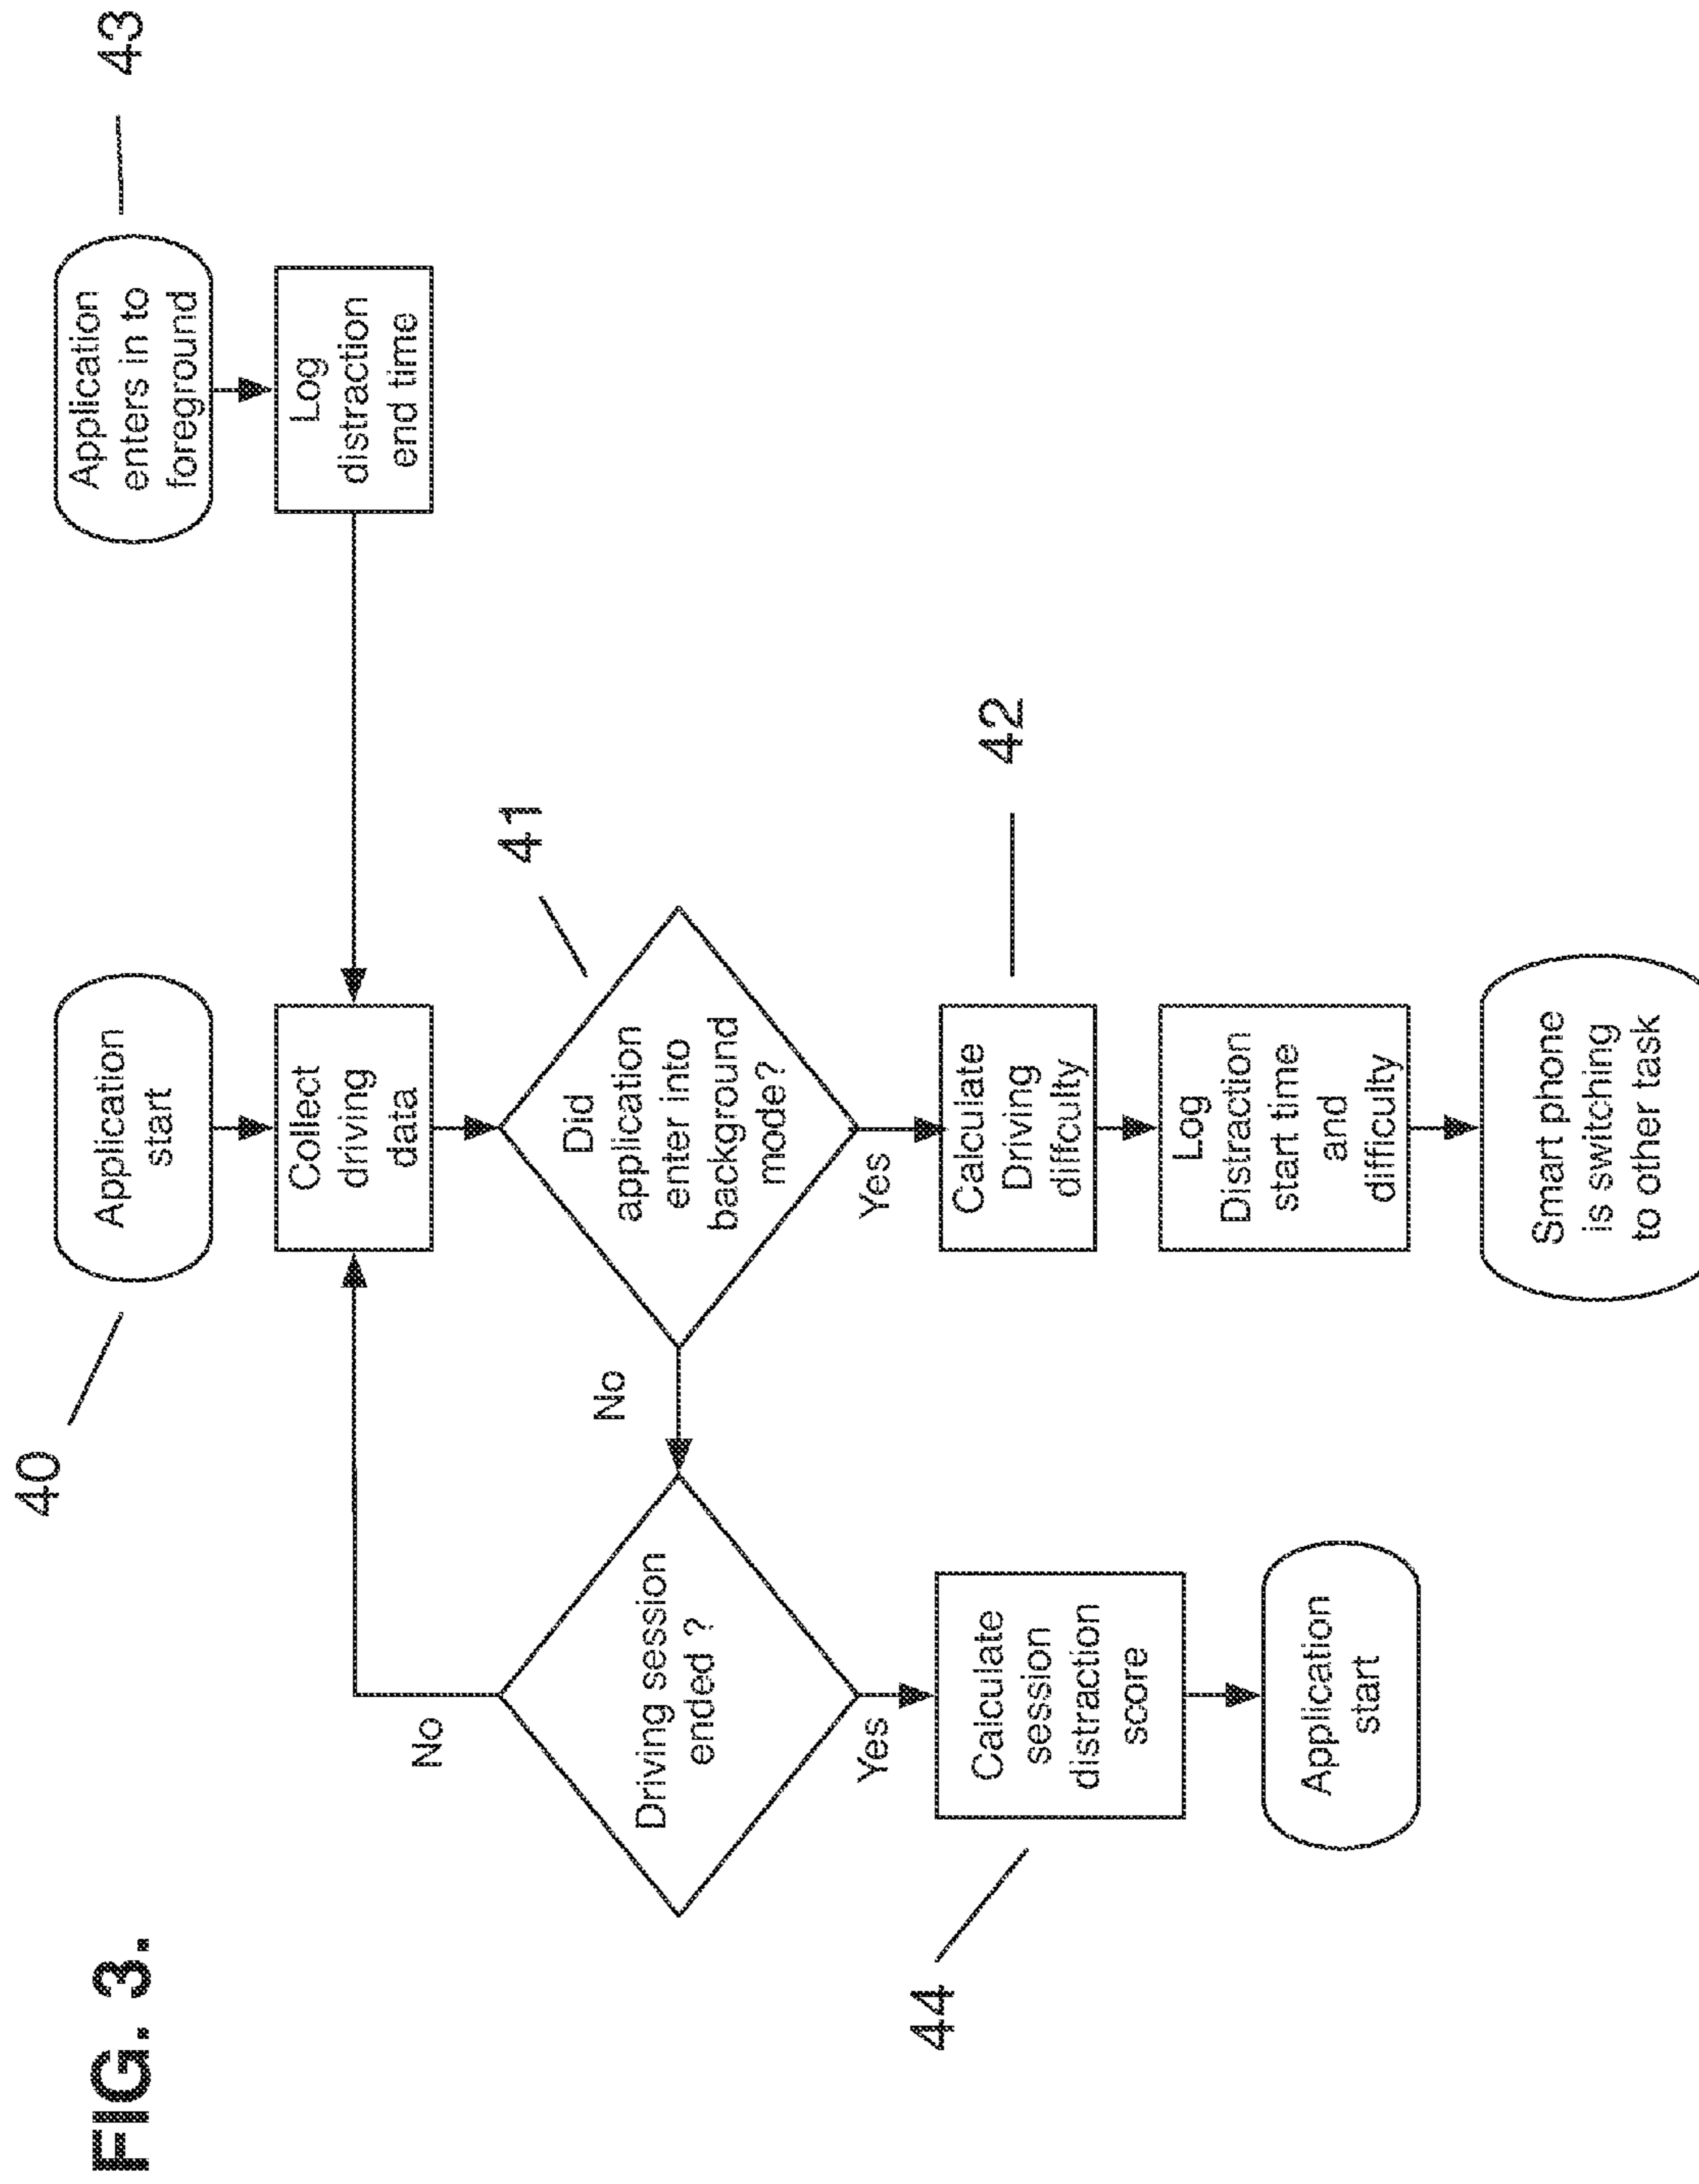 FIG. 3.
40
Application
start
43
Application
enters in to
foreground
Collect
driving
data
Log
distraction
end time
No
41
Driving session
ended ?
No
Did
application
enter into
background
mode?
Yes
Yes
44
42
Calculate
session
distraction
score
Calculate
Driving
diffculty
Application
start
Log
Distraction
start time
and
difficulty
Smart phone
is switching
to other task